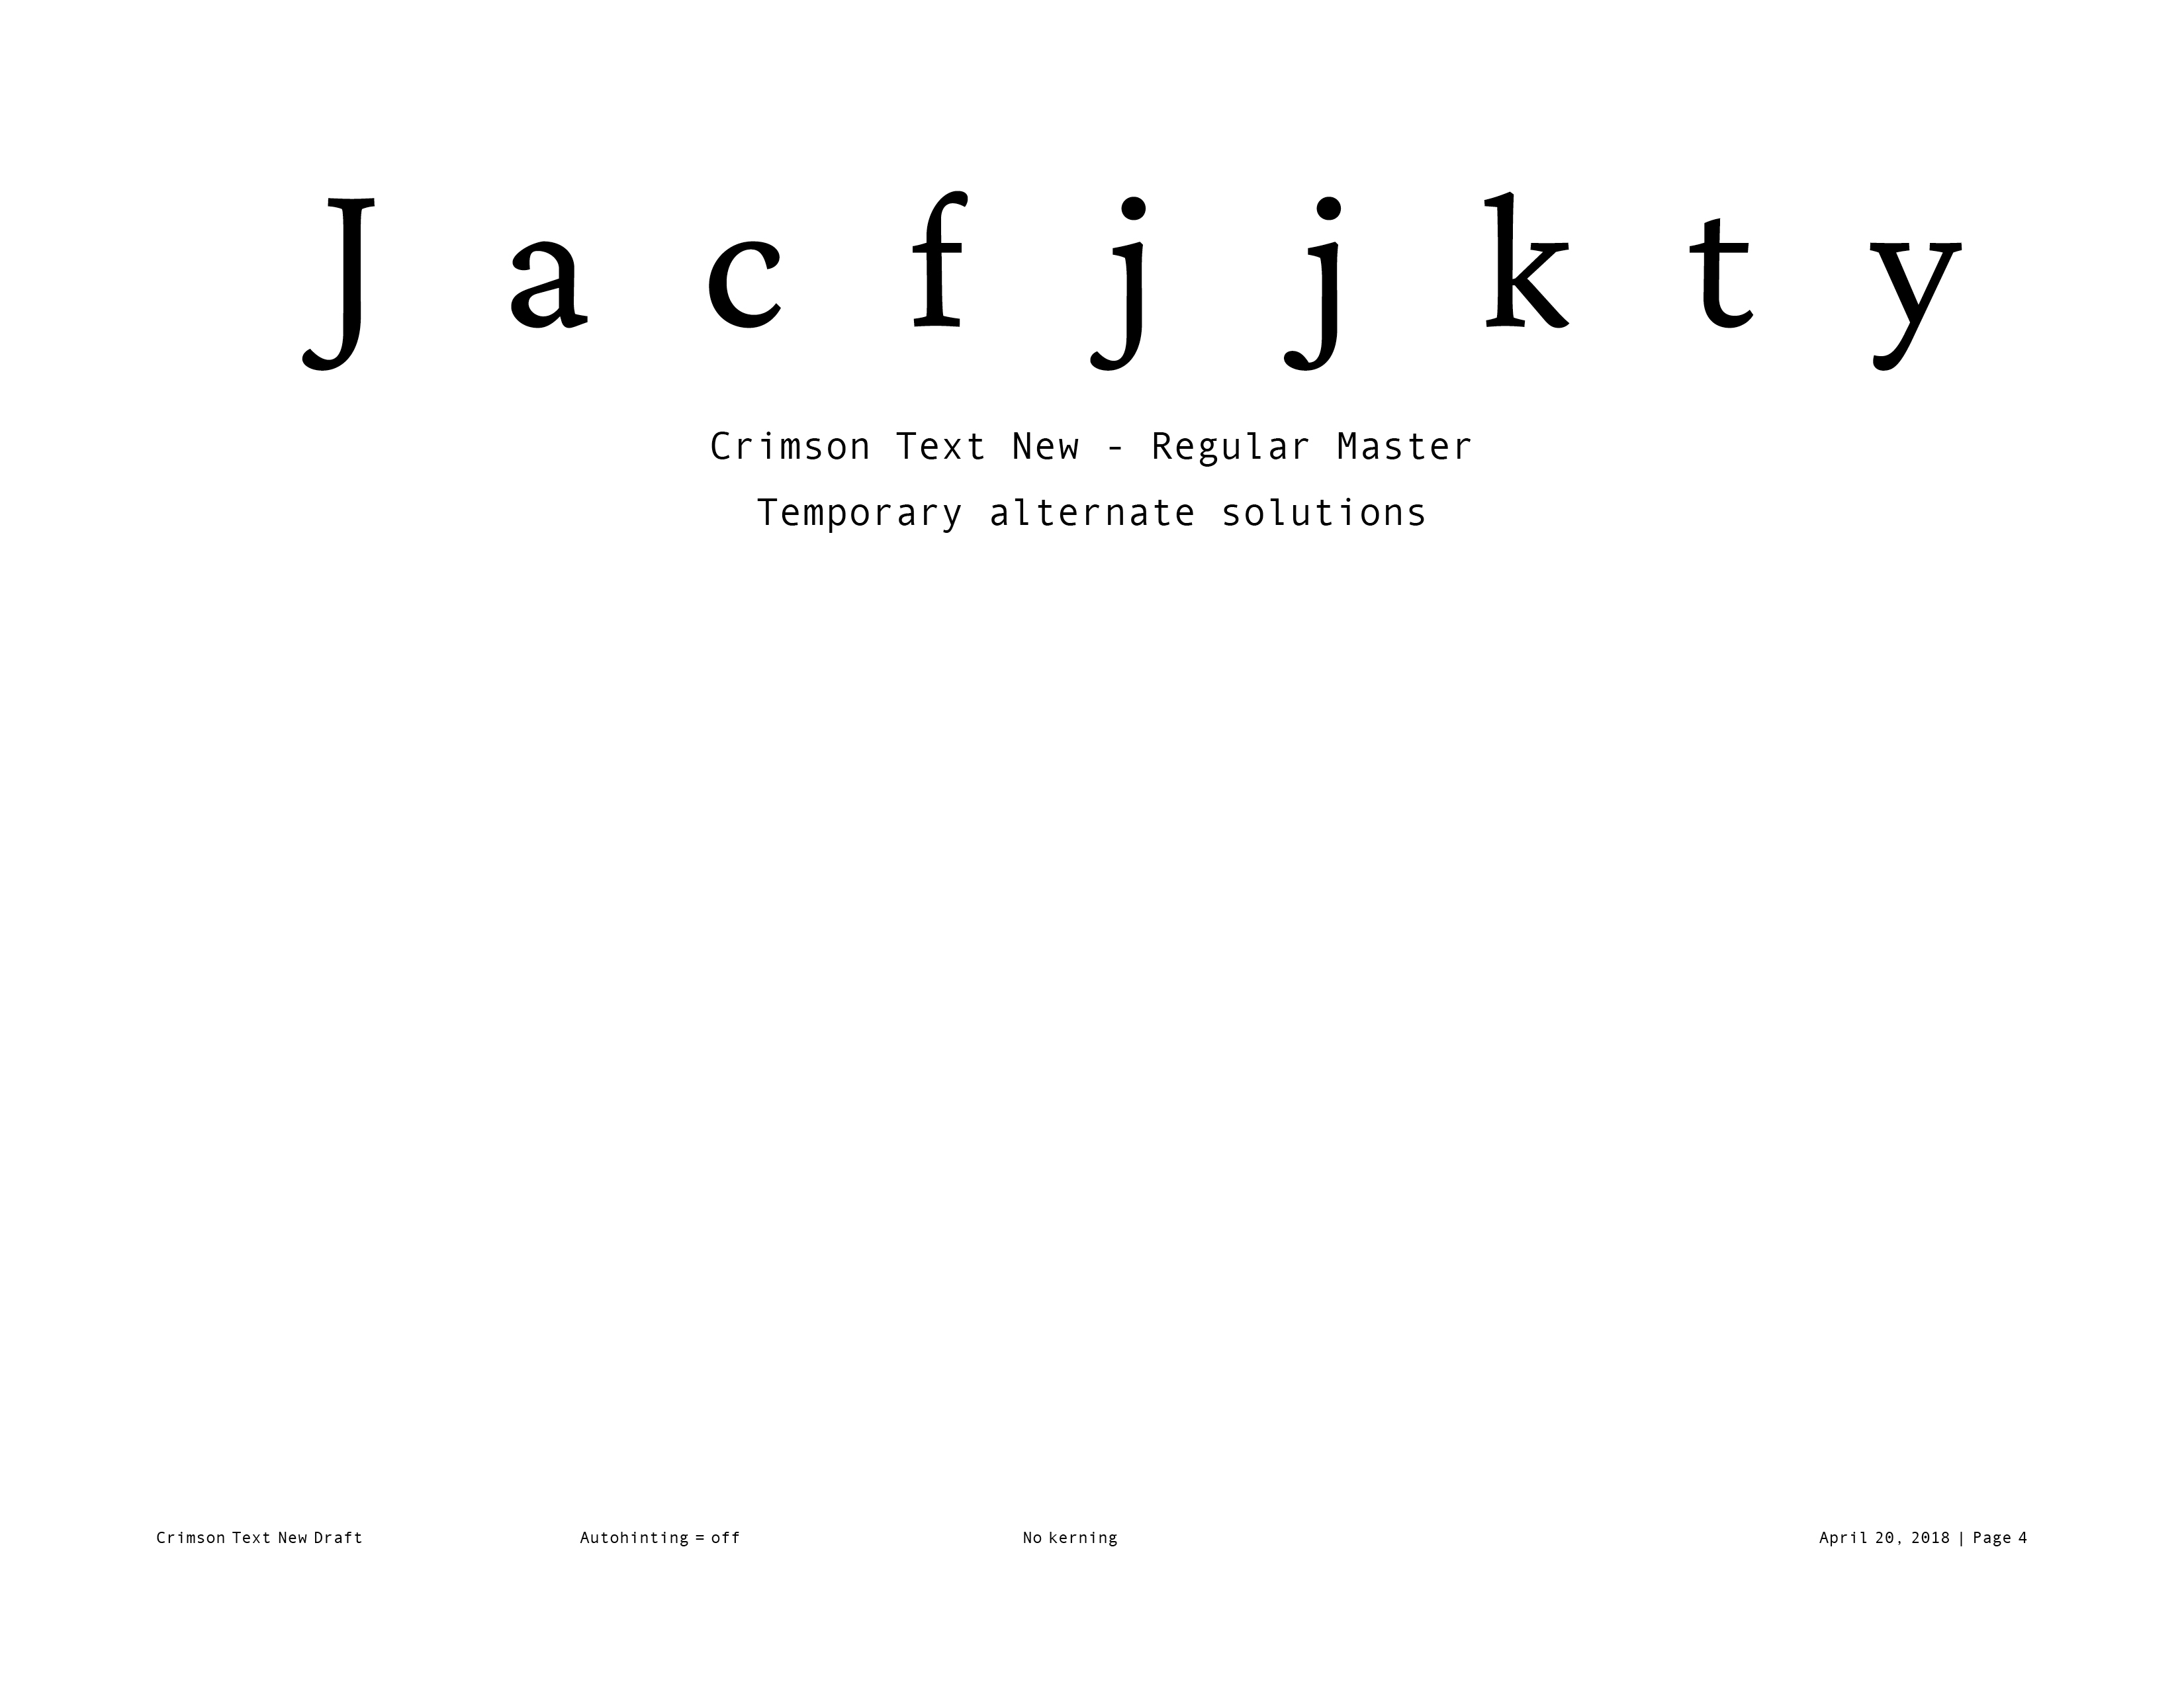 J a c f j j k t y
Crimson Text New - Regular Master
Temporary alternate solutions
Crimson Text New Draft Autohinting = off No kerning April 20, 2018 | Page 4